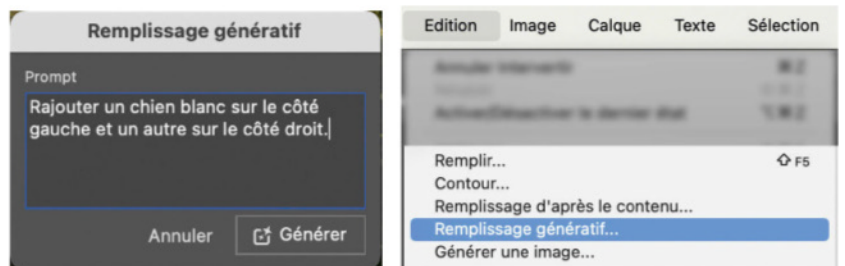 Remplissage génératif
Prompt
Rajouter un chien blanc sur le côté
gauche et un autre sur le côté droit.
Annuler
Générer
Edition Image Calque Texte Sélection
Remplir... ⇧ F5
Contour...
Remplissage d'après le contenu...
Remplissage génératif...
Générer une image...